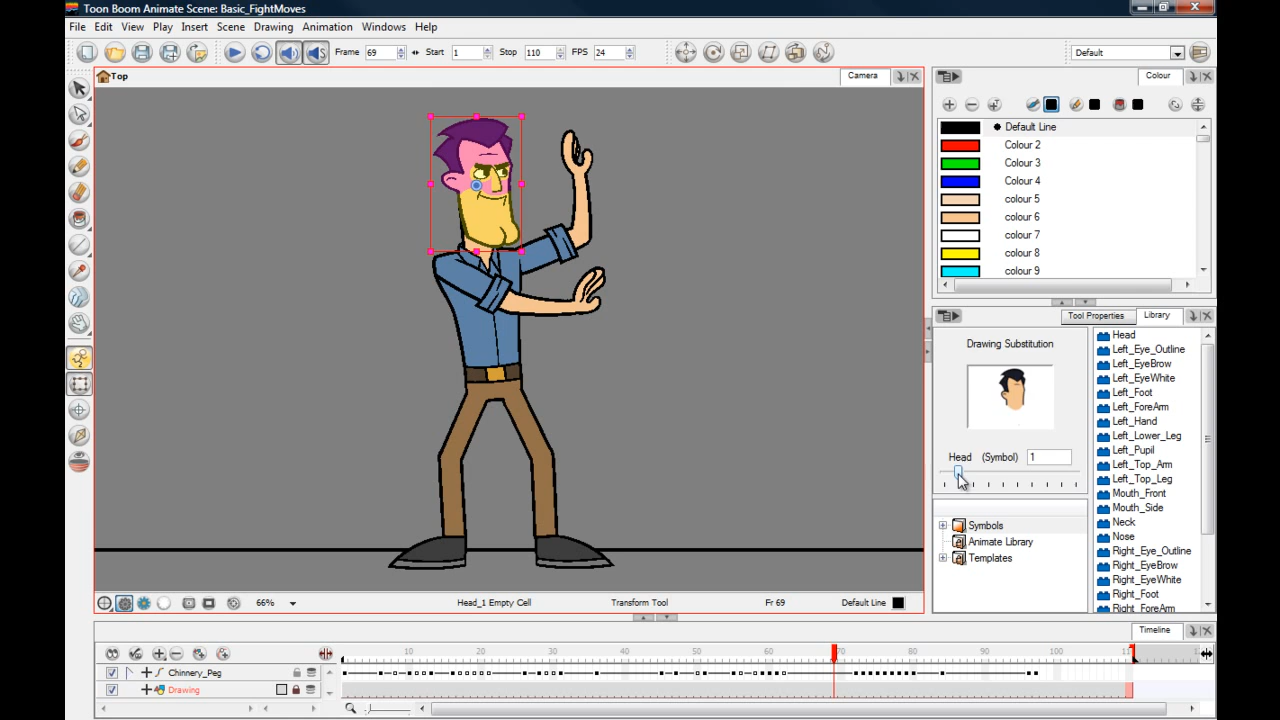 Toon Boom Animate Scene: Basic_FightMoves
File Edit View Play Insert Scene Drawing Animation Windows Help
Frame 69 Start 1 Stop 110 FPS 24 Default
Top Camera Colour
Default Line
Colour 2
Colour 3
Colour 4
colour 5
colour 6
colour 7
colour 8
colour 9
Tool Properties Library
Drawing Substitution
Head (Symbol) 1
Symbols
Animate Library
Templates
Head
Left_Eye_Outline
Left_EyeBrow
Left_EyeWhite
Left_Foot
Left_ForeArm
Left_Hand
Left_Lower_Leg
Left_Pupil
Left_Top_Arm
Left_Top_Leg
Mouth_Front
Mouth_Side
Neck
Nose
Right_Eye_Outline
Right_EyeBrow
Right_EyeWhite
Right_Foot
Right_ForeArm
66% Head_1 Empty Cell Transform Tool Fr 69 Default Line
Timeline
10 20 30 40 50 60 70 80 90 100
Chinnery_Peg
Drawing